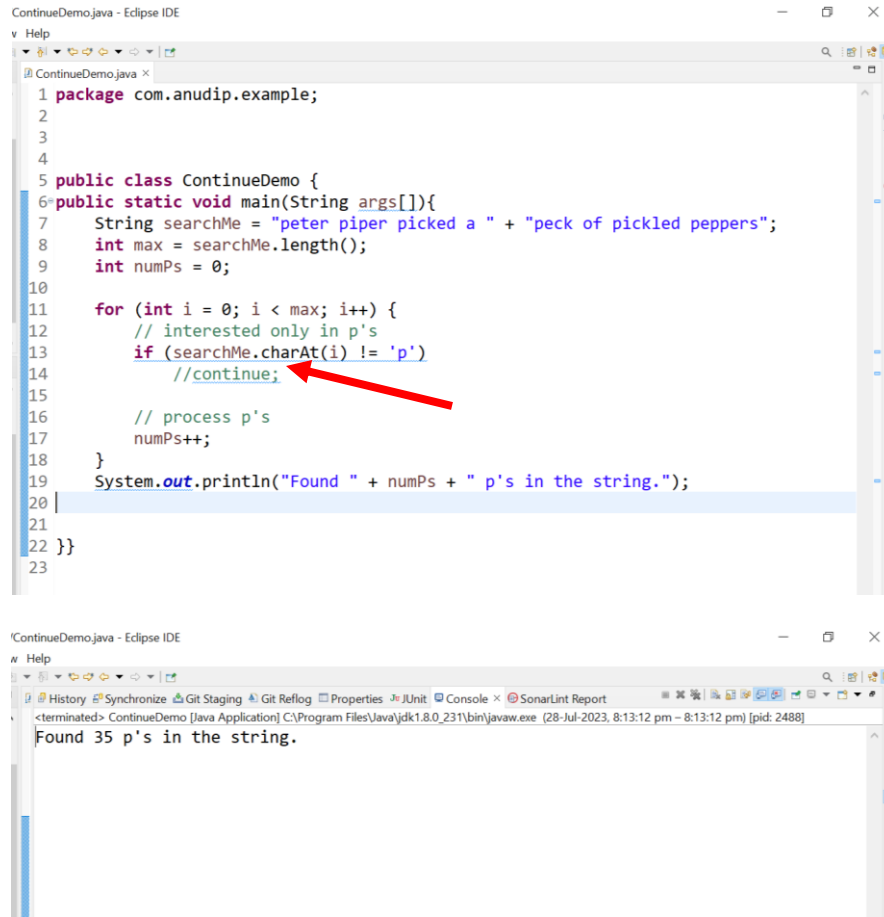 ContinueDemo.java - Eclipse IDE
v Help
ContinueDemo.java ×
1 package com.anudip.example;
2
3
4
5 public class ContinueDemo {
6 public static void main(String args[]){
7 String searchMe = "peter piper picked a " + "peck of pickled peppers";
8 int max = searchMe.length();
9 int numPs = 0;
10
11 for (int i = 0; i < max; i++) {
12 // interested only in p's
13 if (searchMe.charAt(i) != 'p')
14 //continue;
15
16 // process p's
17 numPs++;
18 }
19 System.out.println("Found " + numPs + " p's in the string.");
20
21
22 }}
23
/ContinueDemo.java - Eclipse IDE
w Help
History Synchronize Git Staging Git Reflog Properties JUnit Console × SonarLint Report
<terminated> ContinueDemo [Java Application] C:\Program Files\Java\jdk1.8.0_231\bin\javaw.exe (28-Jul-2023, 8:13:12 pm – 8:13:12 pm) [pid: 2488]
Found 35 p's in the string.